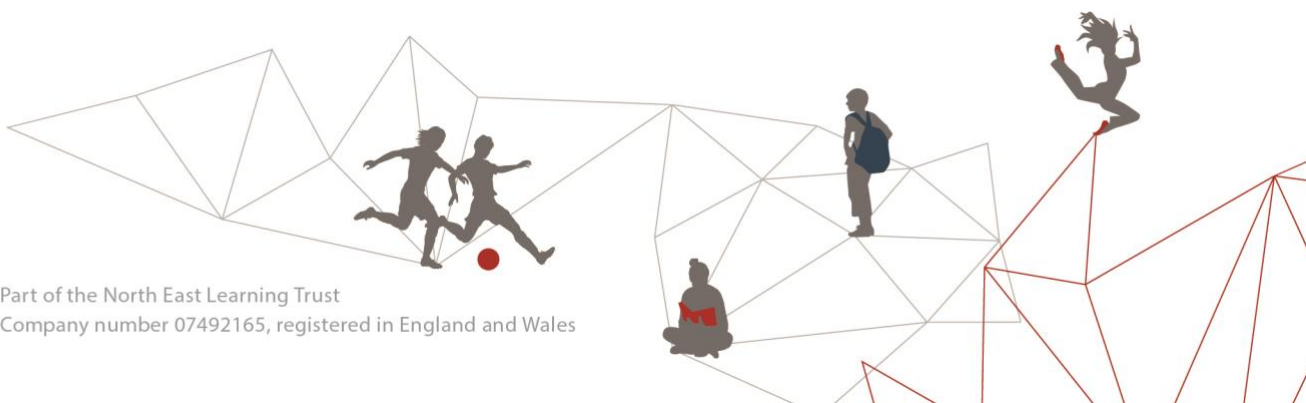 Part of the North East Learning Trust
Company number 07492165, registered in England and Wales